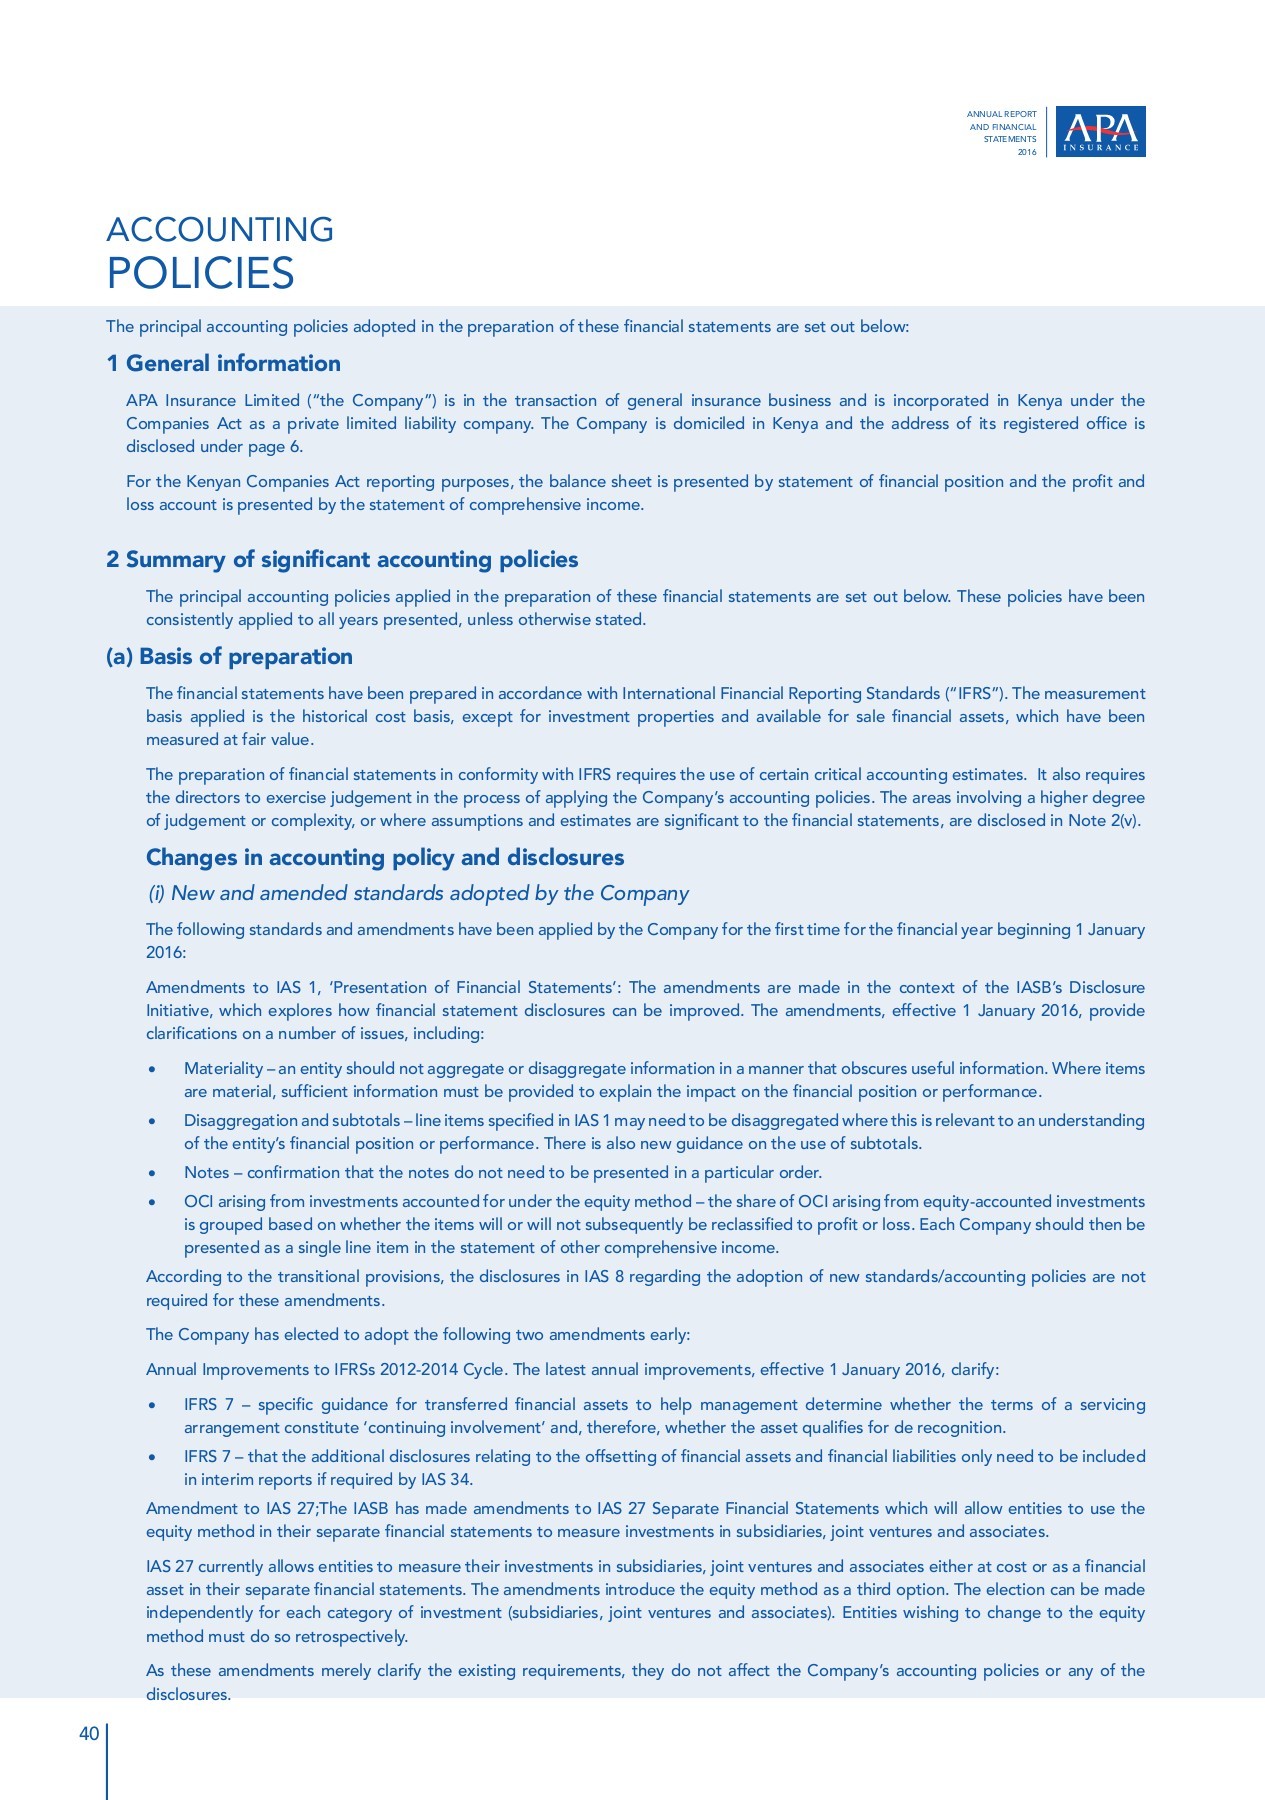 ANNUAL REPORT
AND FINANCIAL
STATEMENTS
2016
APA
INSURANCE
ACCOUNTING
POLICIES
The principal accounting policies adopted in the preparation of these financial statements are set out below:
1 General information
APA Insurance Limited (“the Company”) is in the transaction of general insurance business and is incorporated in Kenya under the
Companies Act as a private limited liability company. The Company is domiciled in Kenya and the address of its registered office is
disclosed under page 6.
For the Kenyan Companies Act reporting purposes, the balance sheet is presented by statement of financial position and the profit and
loss account is presented by the statement of comprehensive income.
2 Summary of significant accounting policies
The principal accounting policies applied in the preparation of these financial statements are set out below. These policies have been
consistently applied to all years presented, unless otherwise stated.
(a) Basis of preparation
The financial statements have been prepared in accordance with International Financial Reporting Standards (“IFRS”). The measurement
basis applied is the historical cost basis, except for investment properties and available for sale financial assets, which have been
measured at fair value.
The preparation of financial statements in conformity with IFRS requires the use of certain critical accounting estimates. It also requires
the directors to exercise judgement in the process of applying the Company’s accounting policies. The areas involving a higher degree
of judgement or complexity, or where assumptions and estimates are significant to the financial statements, are disclosed in Note 2(v).
Changes in accounting policy and disclosures
(i) New and amended standards adopted by the Company
The following standards and amendments have been applied by the Company for the first time for the financial year beginning 1 January
2016:
Amendments to IAS 1, ‘Presentation of Financial Statements’: The amendments are made in the context of the IASB’s Disclosure
Initiative, which explores how financial statement disclosures can be improved. The amendments, effective 1 January 2016, provide
clarifications on a number of issues, including:
• Materiality – an entity should not aggregate or disaggregate information in a manner that obscures useful information. Where items
are material, sufficient information must be provided to explain the impact on the financial position or performance.
• Disaggregation and subtotals – line items specified in IAS 1 may need to be disaggregated where this is relevant to an understanding
of the entity’s financial position or performance. There is also new guidance on the use of subtotals.
• Notes – confirmation that the notes do not need to be presented in a particular order.
• OCI arising from investments accounted for under the equity method – the share of OCI arising from equity-accounted investments
is grouped based on whether the items will or will not subsequently be reclassified to profit or loss. Each Company should then be
presented as a single line item in the statement of other comprehensive income.
According to the transitional provisions, the disclosures in IAS 8 regarding the adoption of new standards/accounting policies are not
required for these amendments.
The Company has elected to adopt the following two amendments early:
Annual Improvements to IFRSs 2012-2014 Cycle. The latest annual improvements, effective 1 January 2016, clarify:
• IFRS 7 – specific guidance for transferred financial assets to help management determine whether the terms of a servicing
arrangement constitute ‘continuing involvement’ and, therefore, whether the asset qualifies for de recognition.
• IFRS 7 – that the additional disclosures relating to the offsetting of financial assets and financial liabilities only need to be included
in interim reports if required by IAS 34.
Amendment to IAS 27;The IASB has made amendments to IAS 27 Separate Financial Statements which will allow entities to use the
equity method in their separate financial statements to measure investments in subsidiaries, joint ventures and associates.
IAS 27 currently allows entities to measure their investments in subsidiaries, joint ventures and associates either at cost or as a financial
asset in their separate financial statements. The amendments introduce the equity method as a third option. The election can be made
independently for each category of investment (subsidiaries, joint ventures and associates). Entities wishing to change to the equity
method must do so retrospectively.
As these amendments merely clarify the existing requirements, they do not affect the Company’s accounting policies or any of the
disclosures.
40